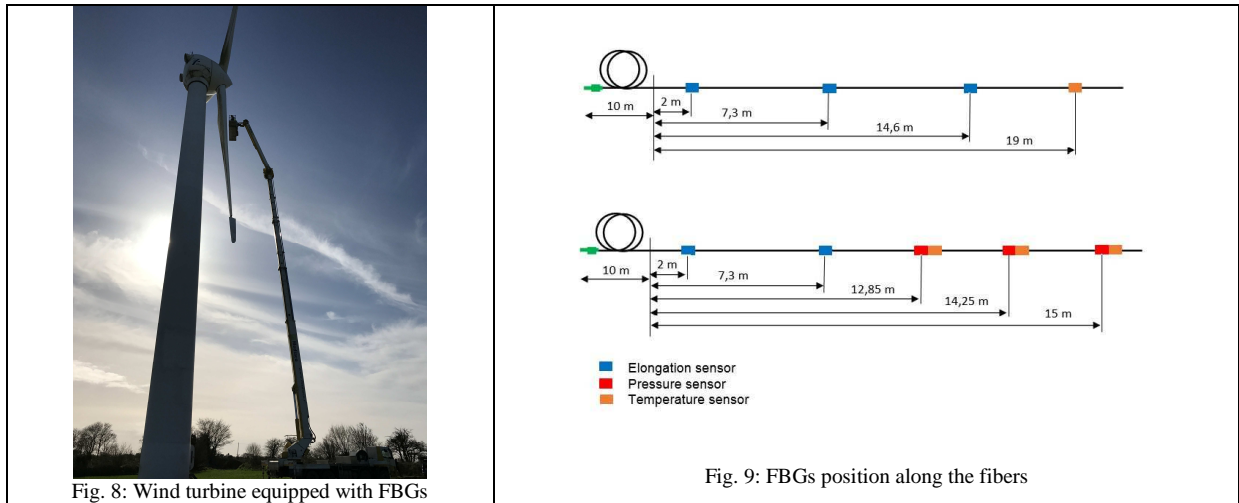 Fig. 8: Wind turbine equipped with FBGs
10 m
2 m
7,3 m
14,6 m
19 m
10 m
2 m
7,3 m
12,85 m
14,25 m
15 m
Elongation sensor
Pressure sensor
Temperature sensor
Fig. 9: FBGs position along the fibers